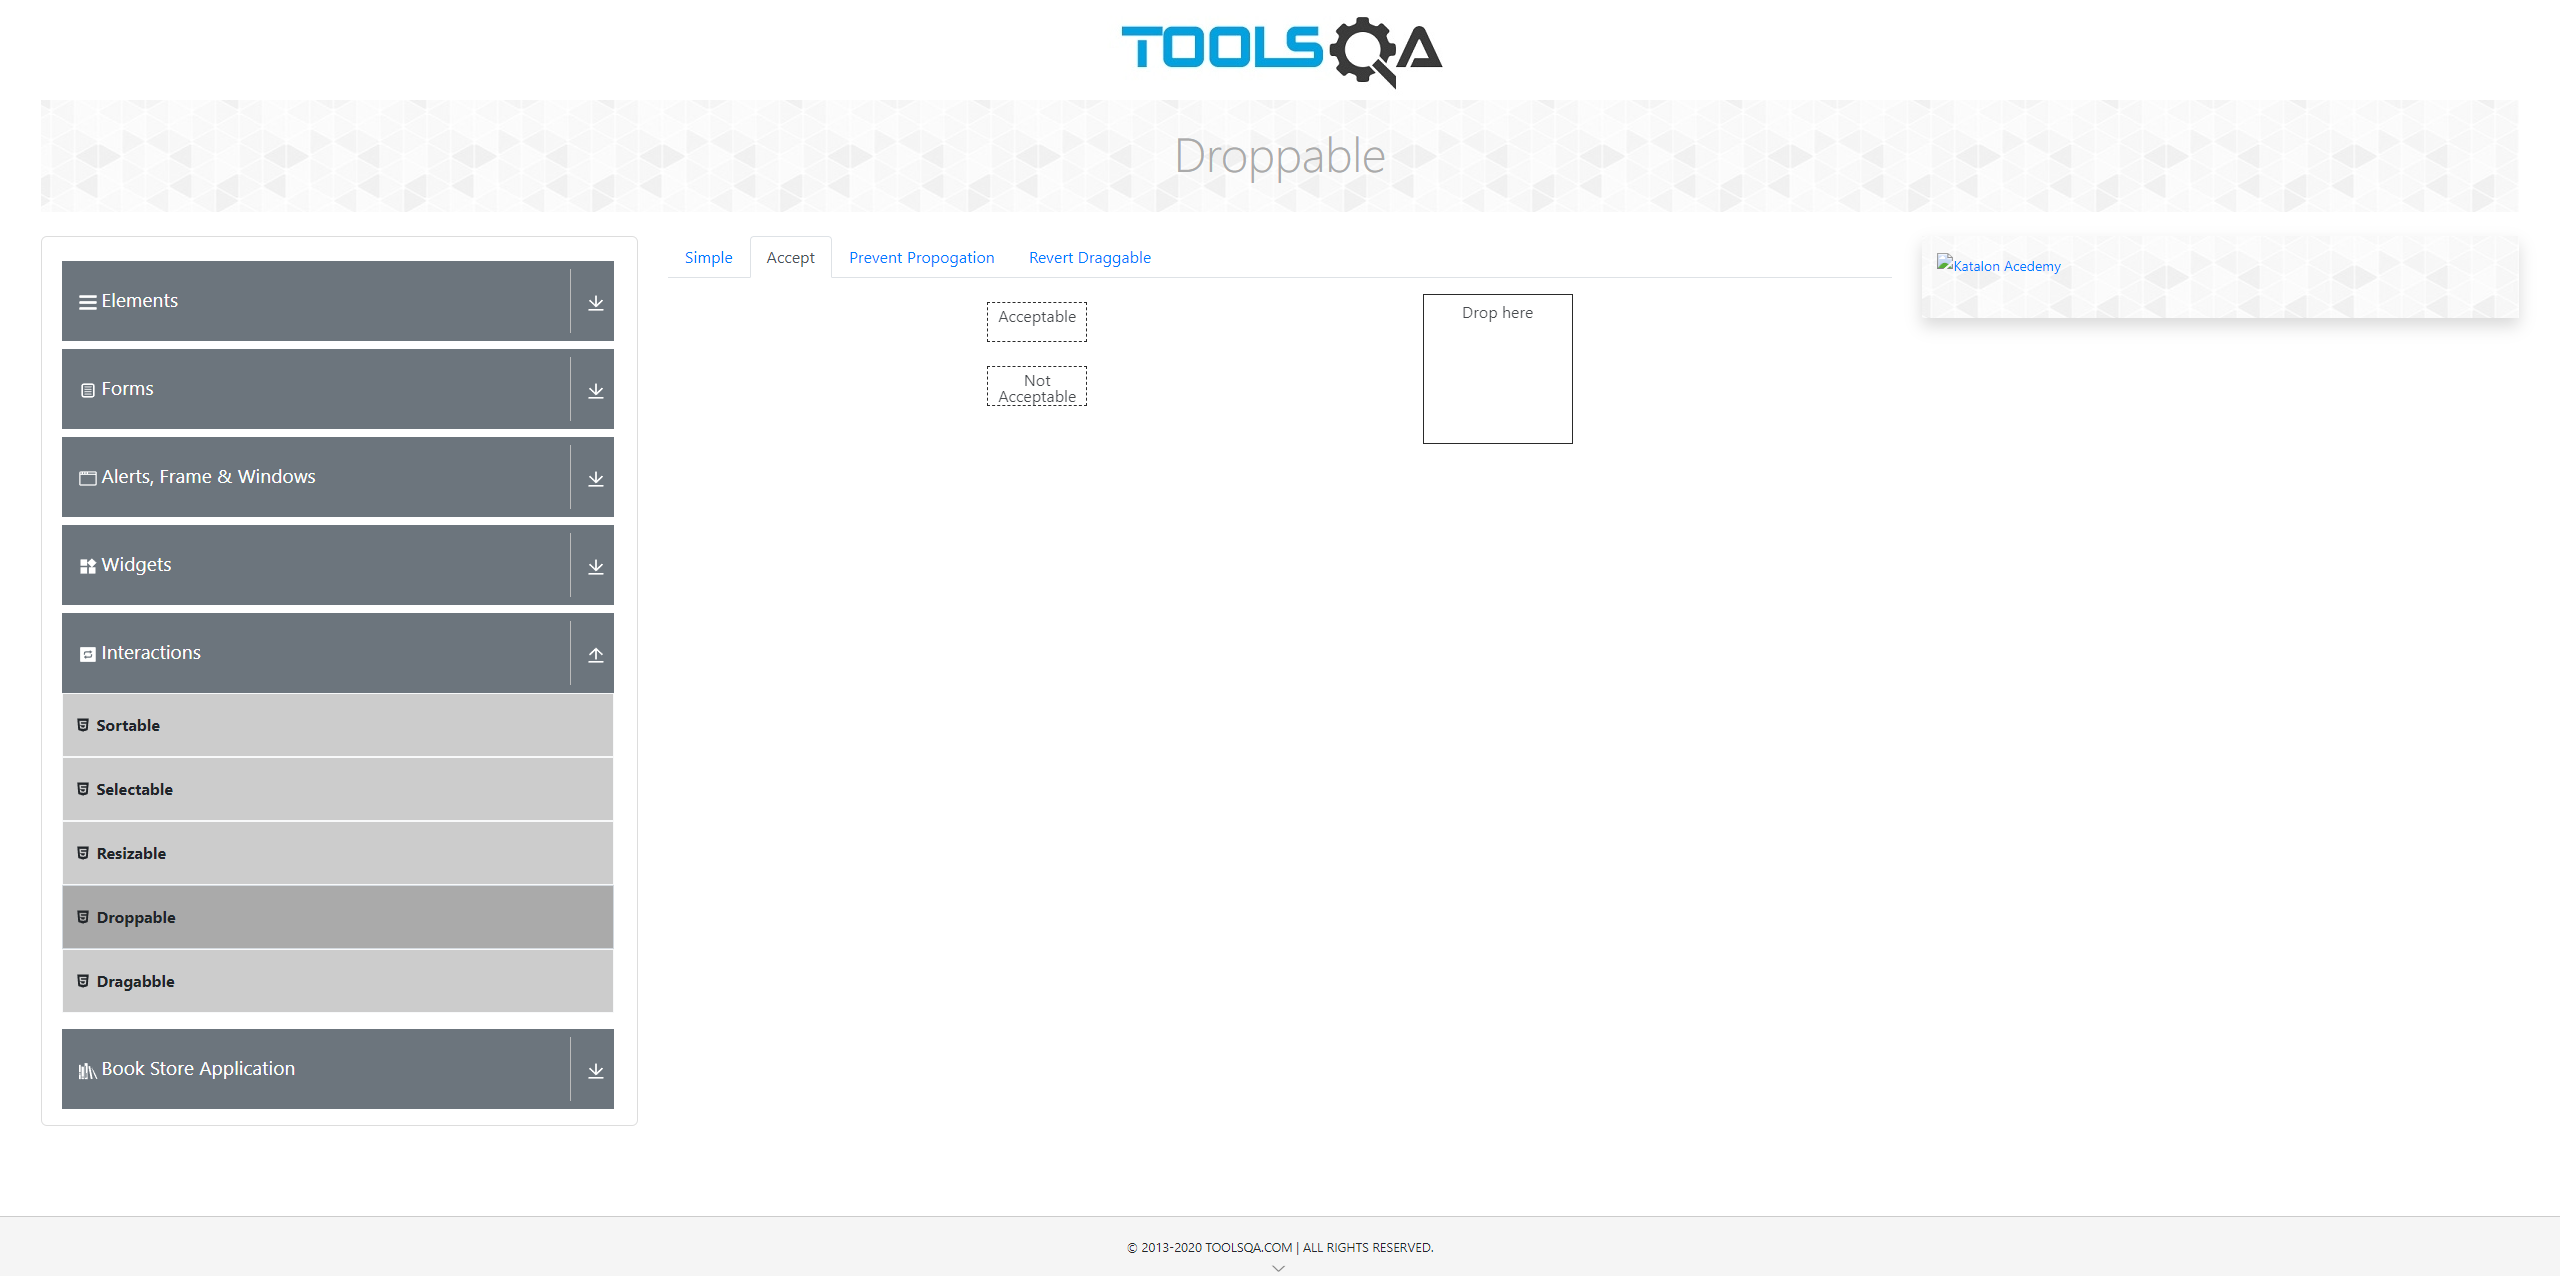 TOOLSQA
Droppable
Elements
Forms
Alerts, Frame & Windows
Widgets
Interactions
Sortable
Selectable
Resizable
Droppable
Dragabble
Book Store Application
Simple Accept Prevent Propogation Revert Draggable
Acceptable
Not
Acceptable
Drop here
Katalon Acedemy
© 2013-2020 TOOLSQA.COM | ALL RIGHTS RESERVED.